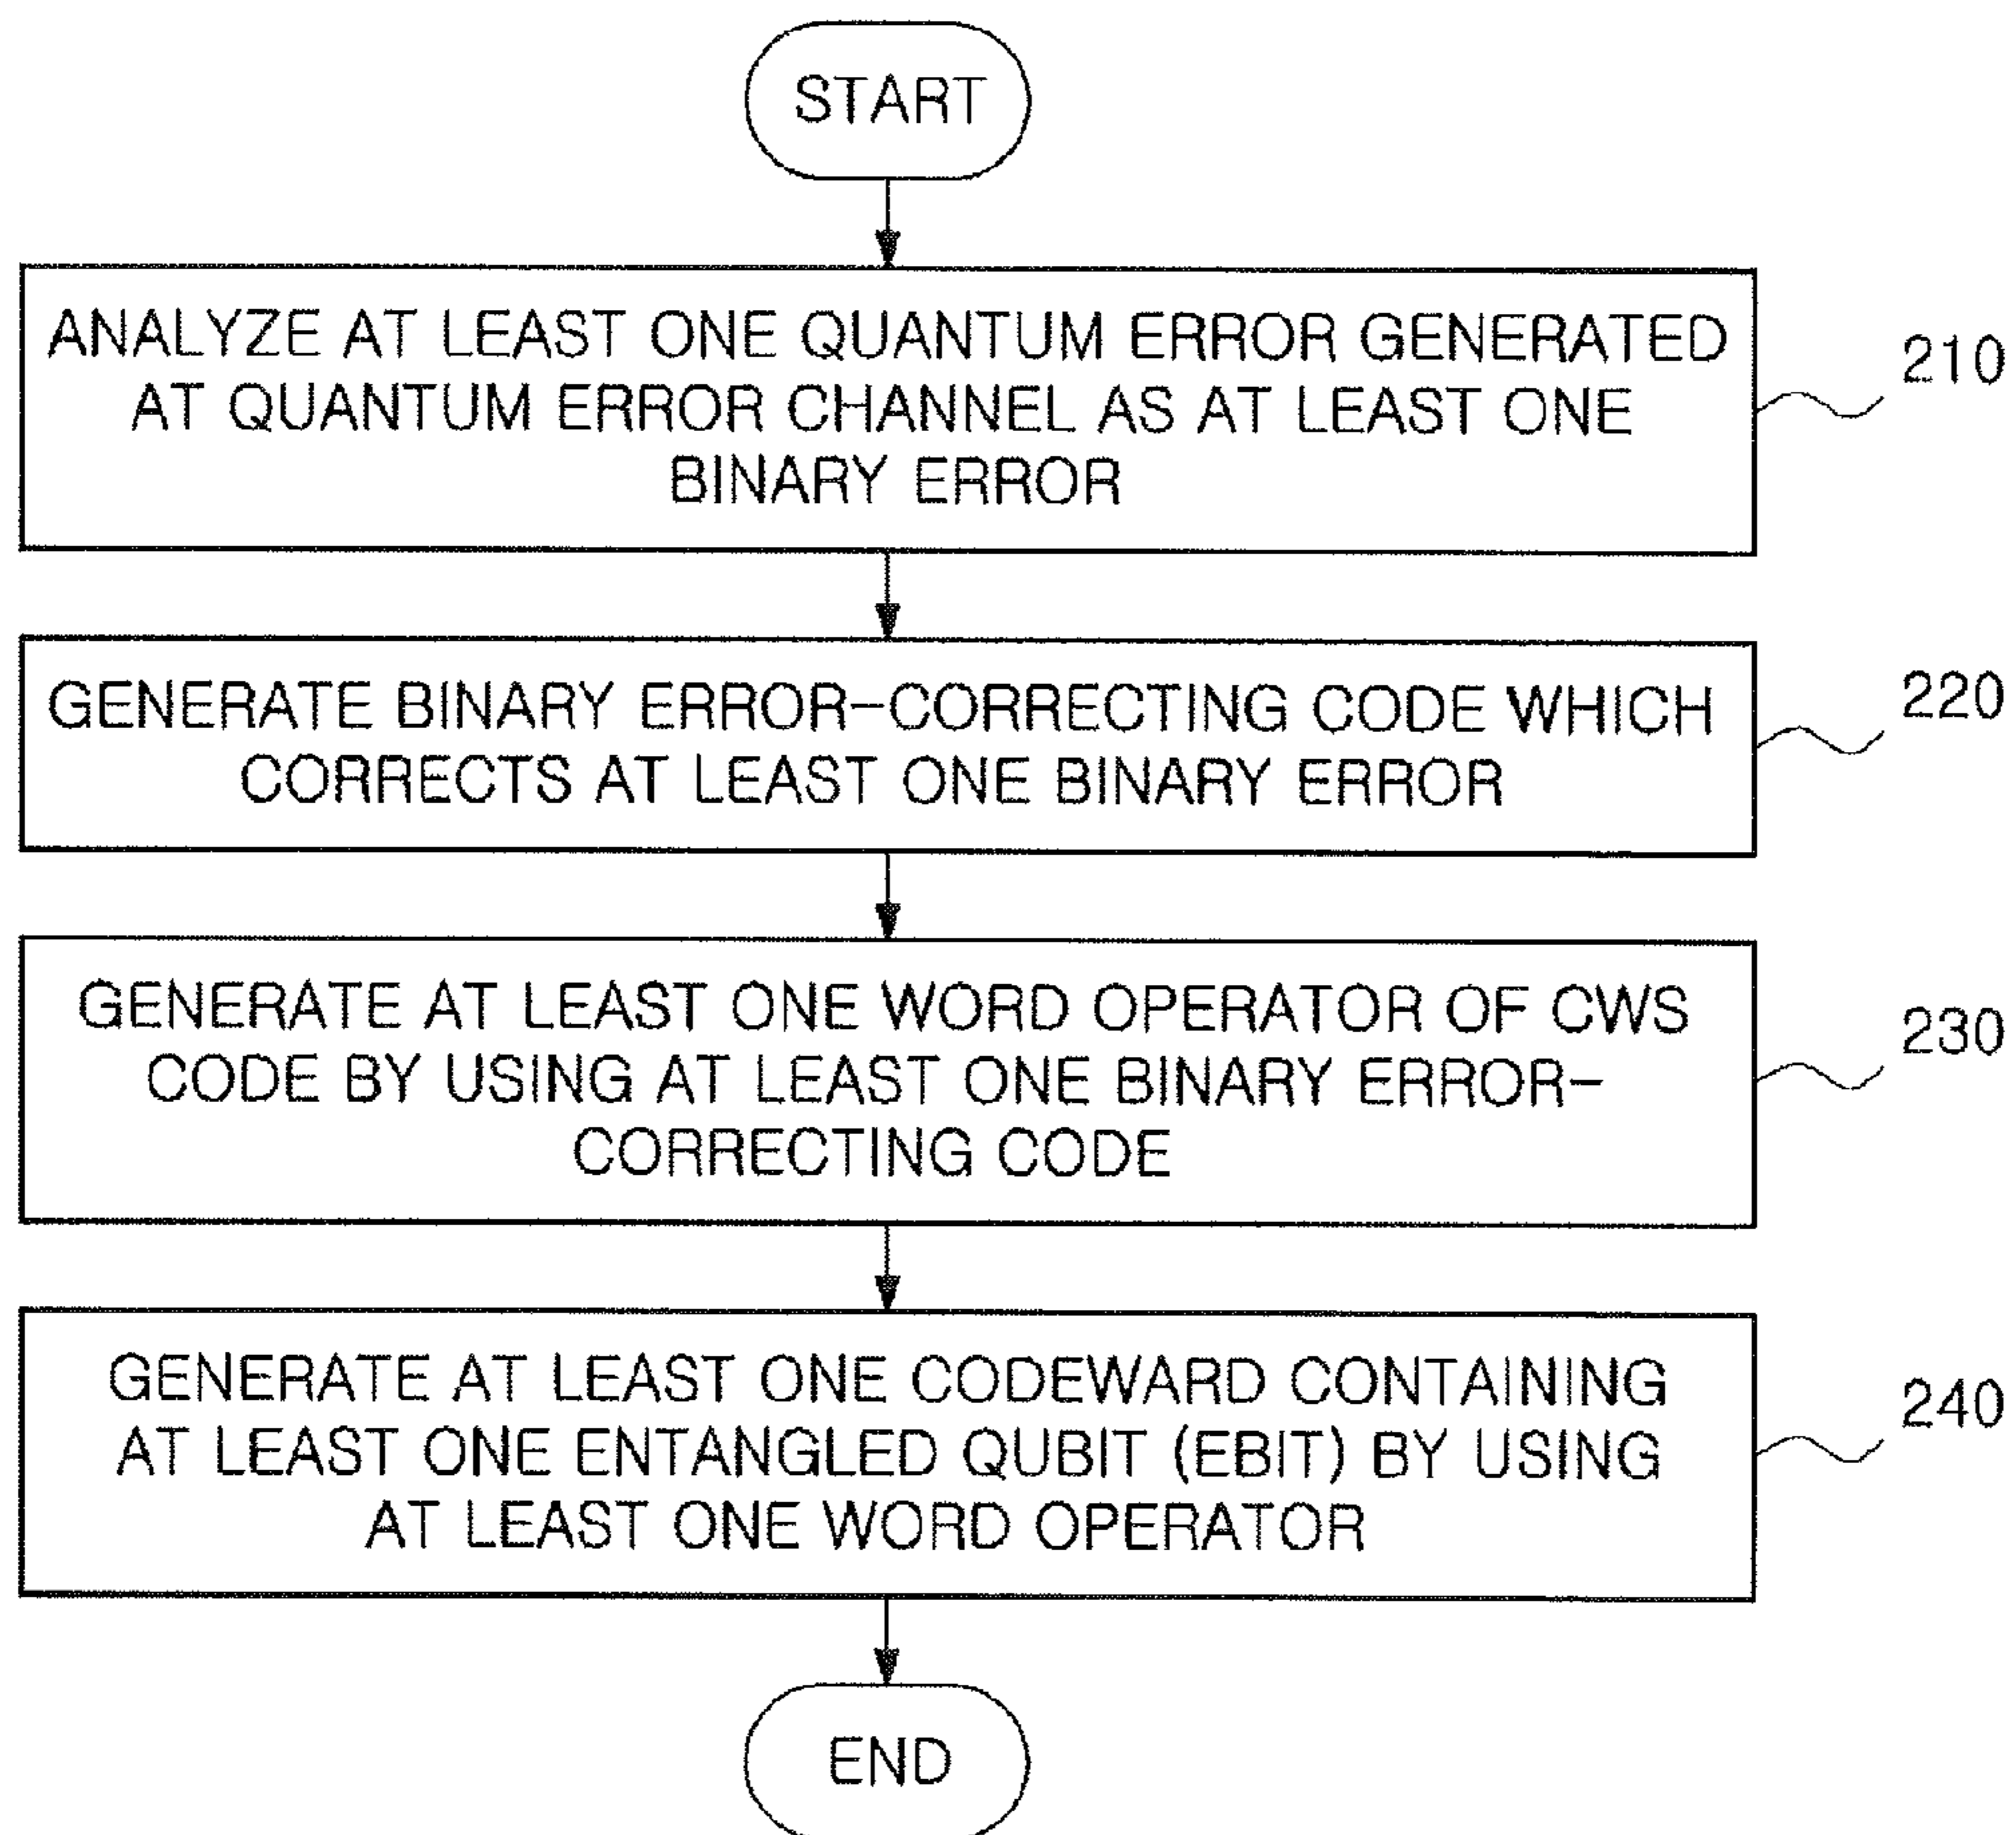 START
ANALYZE AT LEAST ONE QUANTUM ERROR GENERATED
AT QUANTUM ERROR CHANNEL AS AT LEAST ONE
BINARY ERROR
210
GENERATE BINARY ERROR-CORRECTING CODE WHICH
CORRECTS AT LEAST ONE BINARY ERROR
220
GENERATE AT LEAST ONE WORD OPERATOR OF CWS
CODE BY USING AT LEAST ONE BINARY ERROR-
CORRECTING CODE
230
GENERATE AT LEAST ONE CODEWARD CONTAINING
AT LEAST ONE ENTANGLED QUBIT (EBIT) BY USING
AT LEAST ONE WORD OPERATOR
240
END